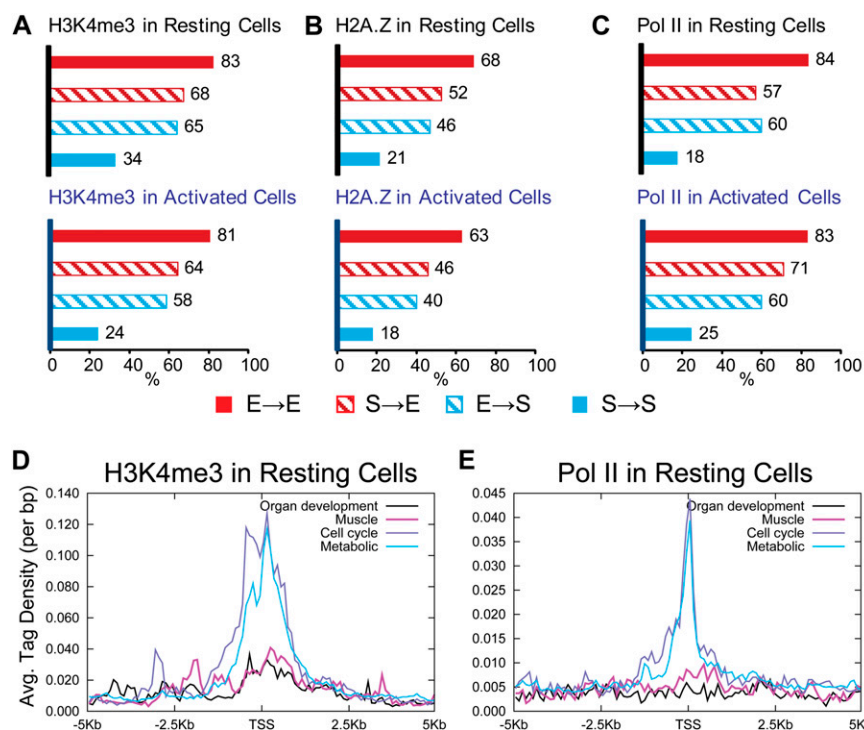 A H3K4me3 in Resting Cells
83
68
65
34
H3K4me3 in Activated Cells
81
64
58
24
0 20 40 60 80 100
%
B H2A.Z in Resting Cells
68
52
46
21
H2A.Z in Activated Cells
63
46
40
18
0 20 40 60 80 100
%
C Pol II in Resting Cells
84
57
60
18
Pol II in Activated Cells
83
71
60
25
0 20 40 60 80 100
%
E→E S→E E→S S→S
D H3K4me3 in Resting Cells
Avg. Tag Density (per bp)
0.140
0.120
0.100
0.080
0.060
0.040
0.020
0.000
Organ development
Muscle
Cell cycle
Metabolic
-5Kb -2.5Kb TSS 2.5Kb 5Kb
E Pol II in Resting Cells
0.045
0.040
0.035
0.030
0.025
0.020
0.015
0.010
0.005
0.000
Organ development
Muscle
Cell cycle
Metabolic
-5Kb -2.5Kb TSS 2.5Kb 5Kb